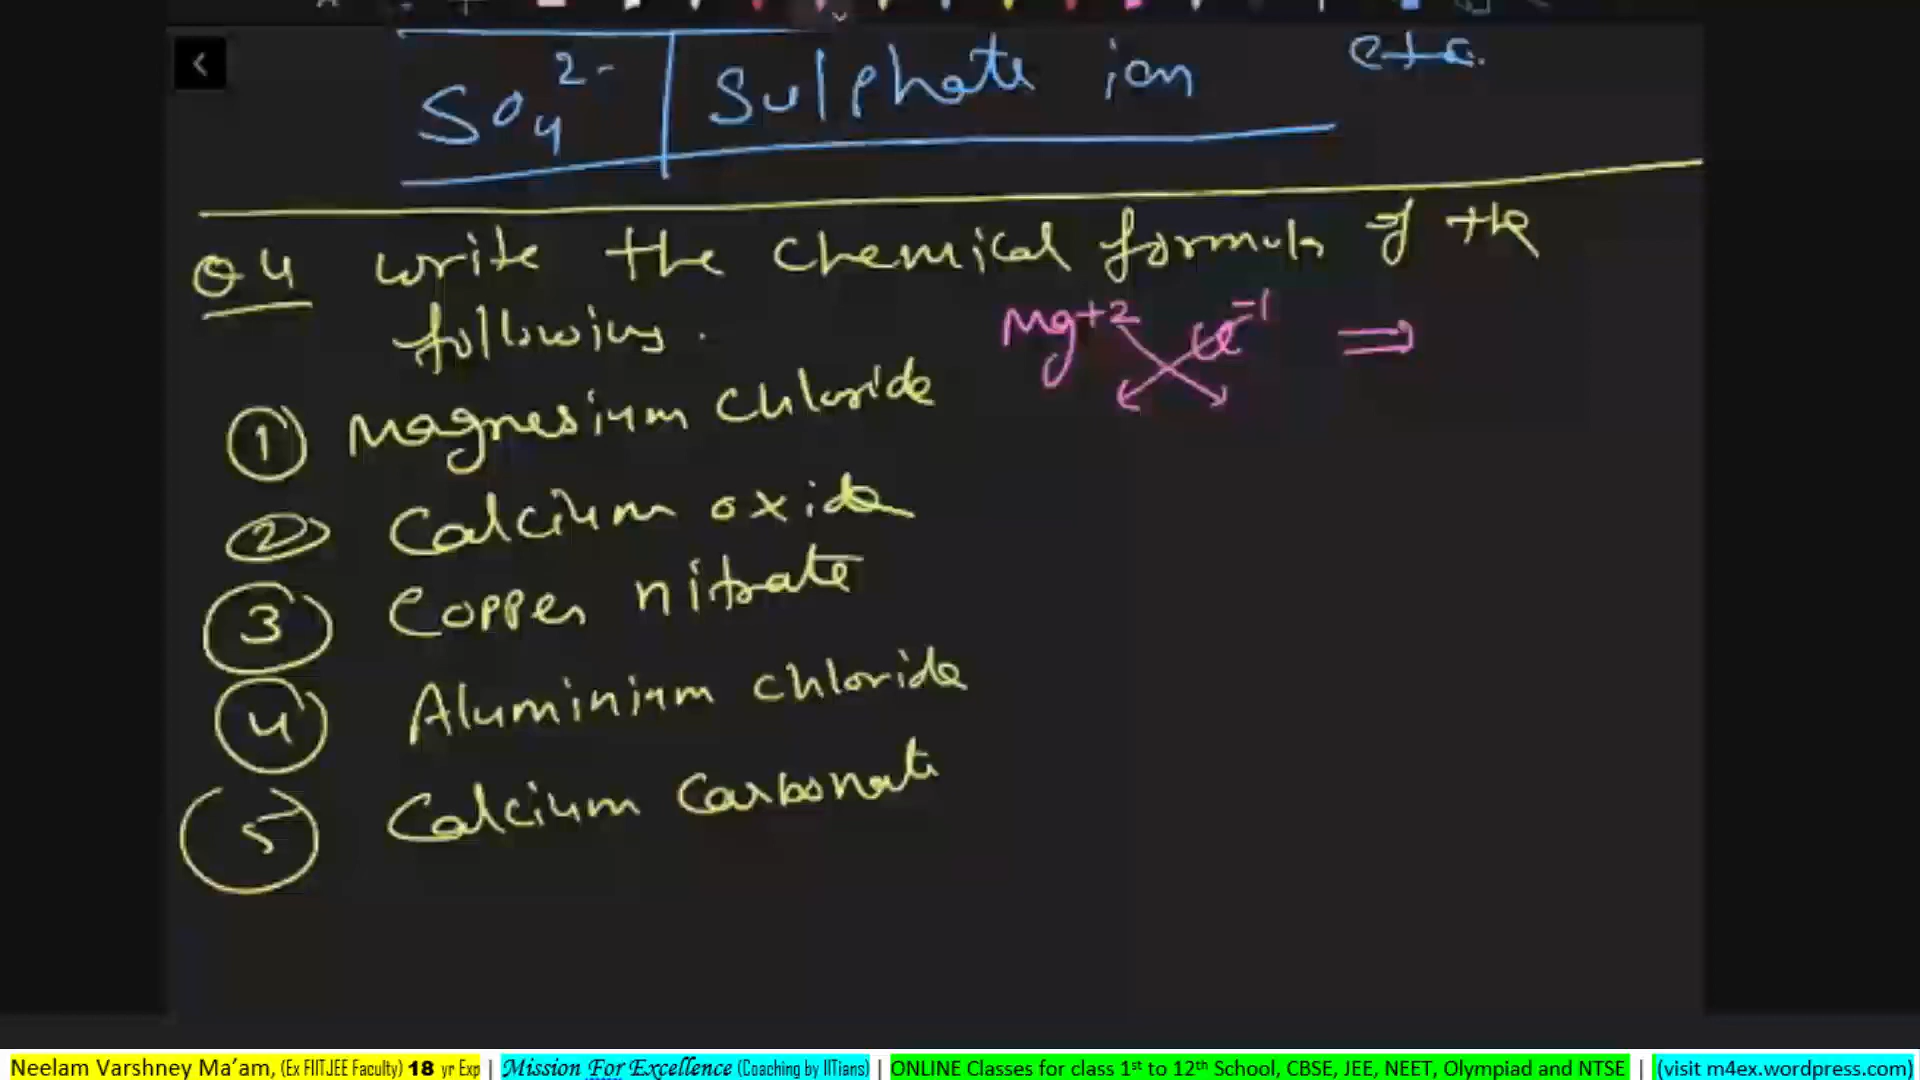 SO4 2- | Sulphate ion etc.
Q4 Write the chemical formula of the
following.
Mg+2 Cl-1 ⇒
① Magnesium chloride
② Calcium oxide
③ Copper nitrate
④ Aluminium chloride
⑤ Calcium Carbonate
Neelam Varshney Ma'am, (Ex FIITJEE Faculty) 18 yr Exp | Mission For Excellence (Coaching by IITians) | ONLINE Classes for class 1st to 12th School, CBSE, JEE, NEET, Olympiad and NTSE | (visit m4ex.wordpress.com)